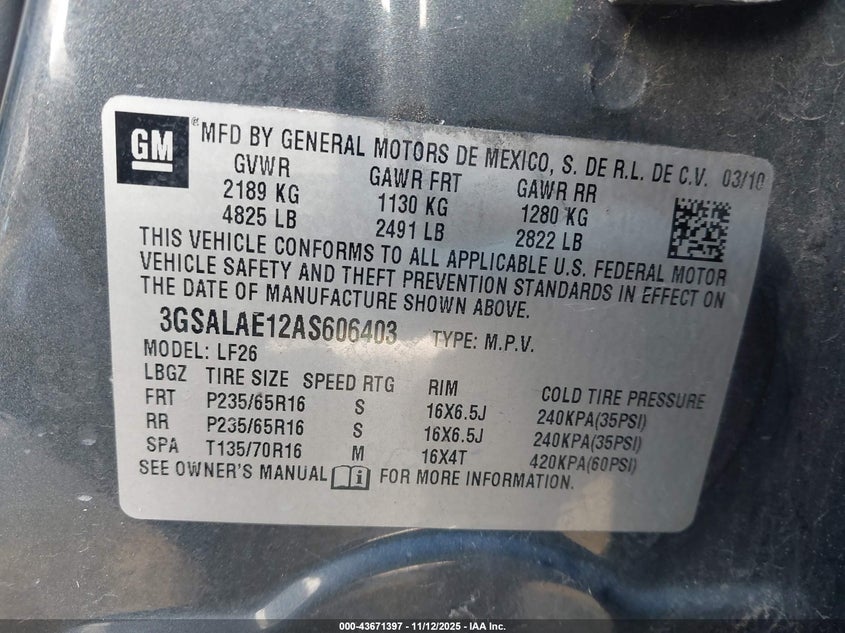 GM
®MFD BY GENERAL MOTORS DE MEXICO, S. DE R.L. DE C.V. 03/10
GVWR GAWR FRT GAWR RR
2189 KG 1130 KG 1280 KG
4825 LB 2491 LB 2822 LB
THIS VEHICLE CONFORMS TO ALL APPLICABLE U.S. FEDERAL MOTOR
VEHICLE SAFETY AND THEFT PREVENTION STANDARDS IN EFFECT ON
THE DATE OF MANUFACTURE SHOWN ABOVE.
3GSALAE12AS606403 TYPE: M.P.V.
MODEL: LF26
LBGZ TIRE SIZE SPEED RTG RIM COLD TIRE PRESSURE
FRT P235/65R16 S 16X6.5J 240KPA(35PSI)
RR P235/65R16 S 16X6.5J 240KPA(35PSI)
SPA T135/70R16 M 16X4T 420KPA(60PSI)
SEE OWNER'S MANUAL i FOR MORE INFORMATION.
000-43671397 - 11/12/2025 - IAA Inc.